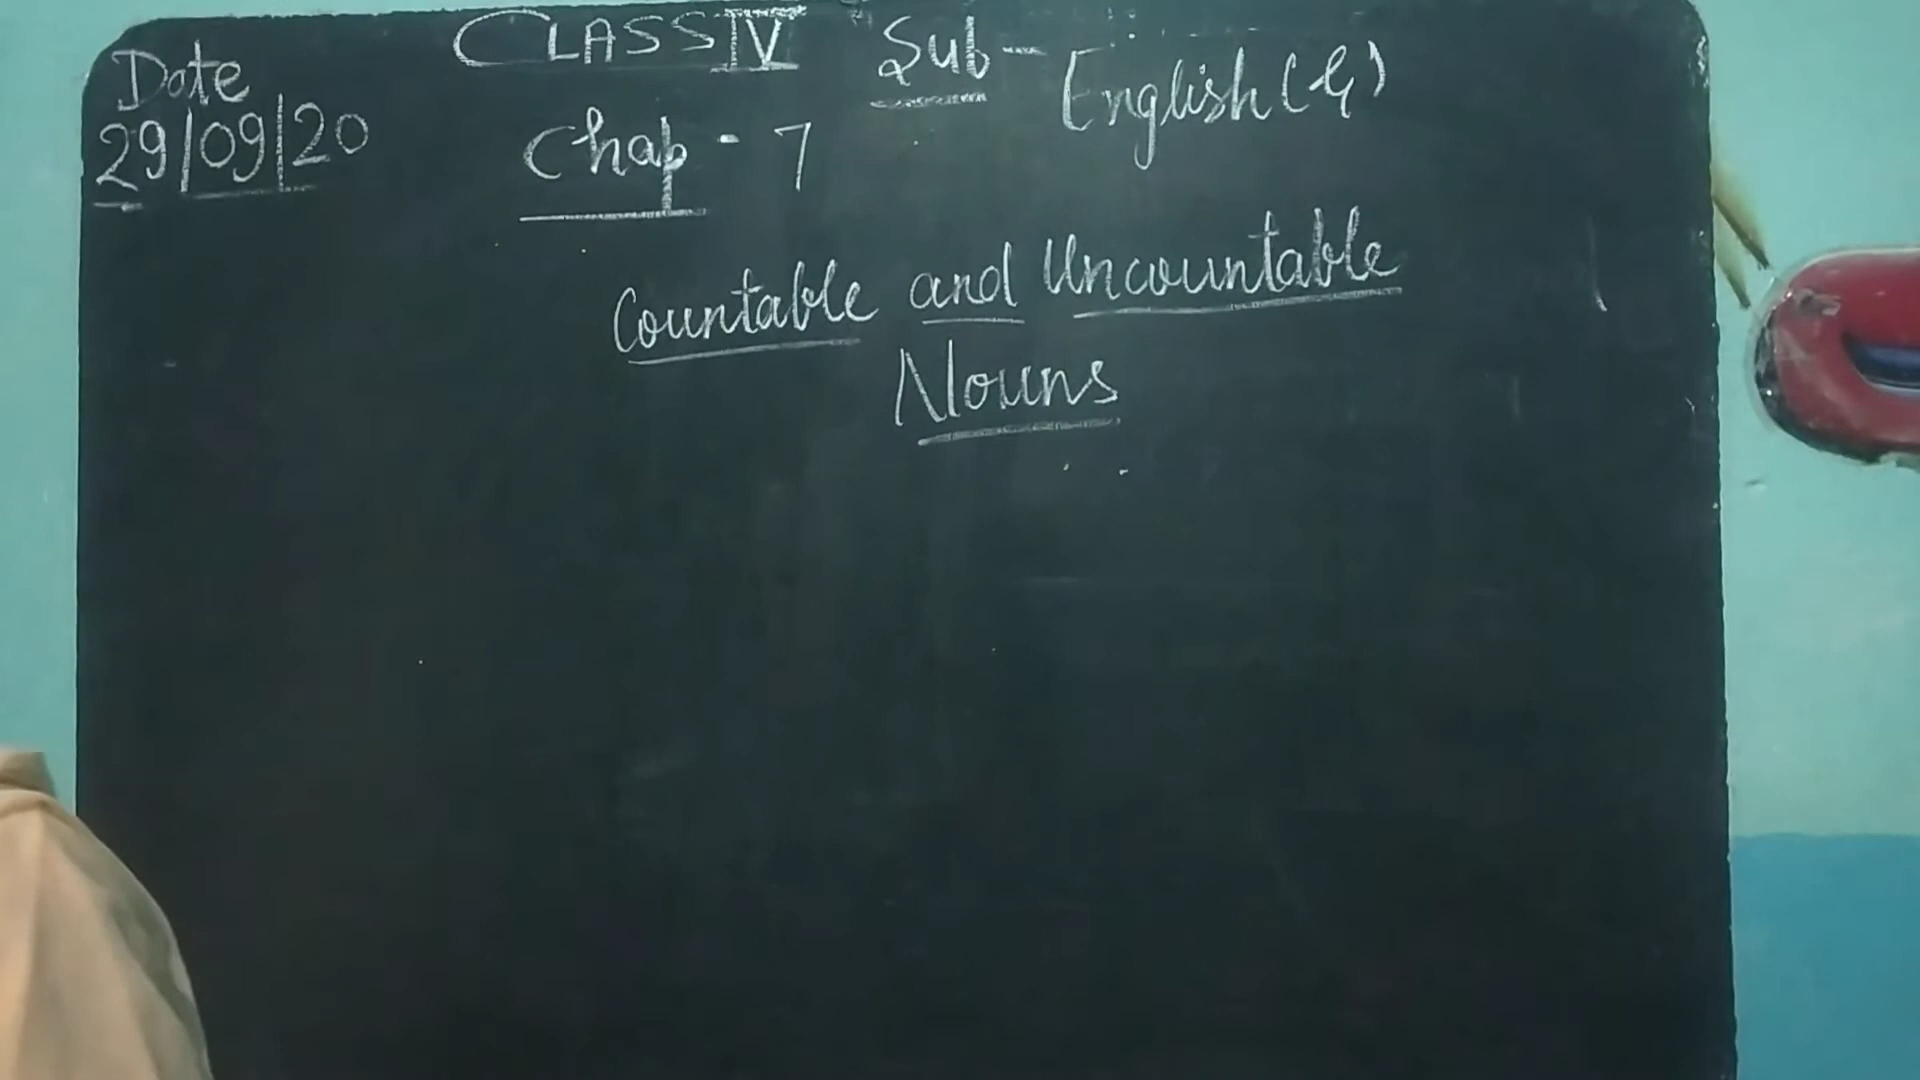 CLASS IV Sub-
Date
English (G)
29/09/20
Chap - 7
Countable and Uncountable
Nouns